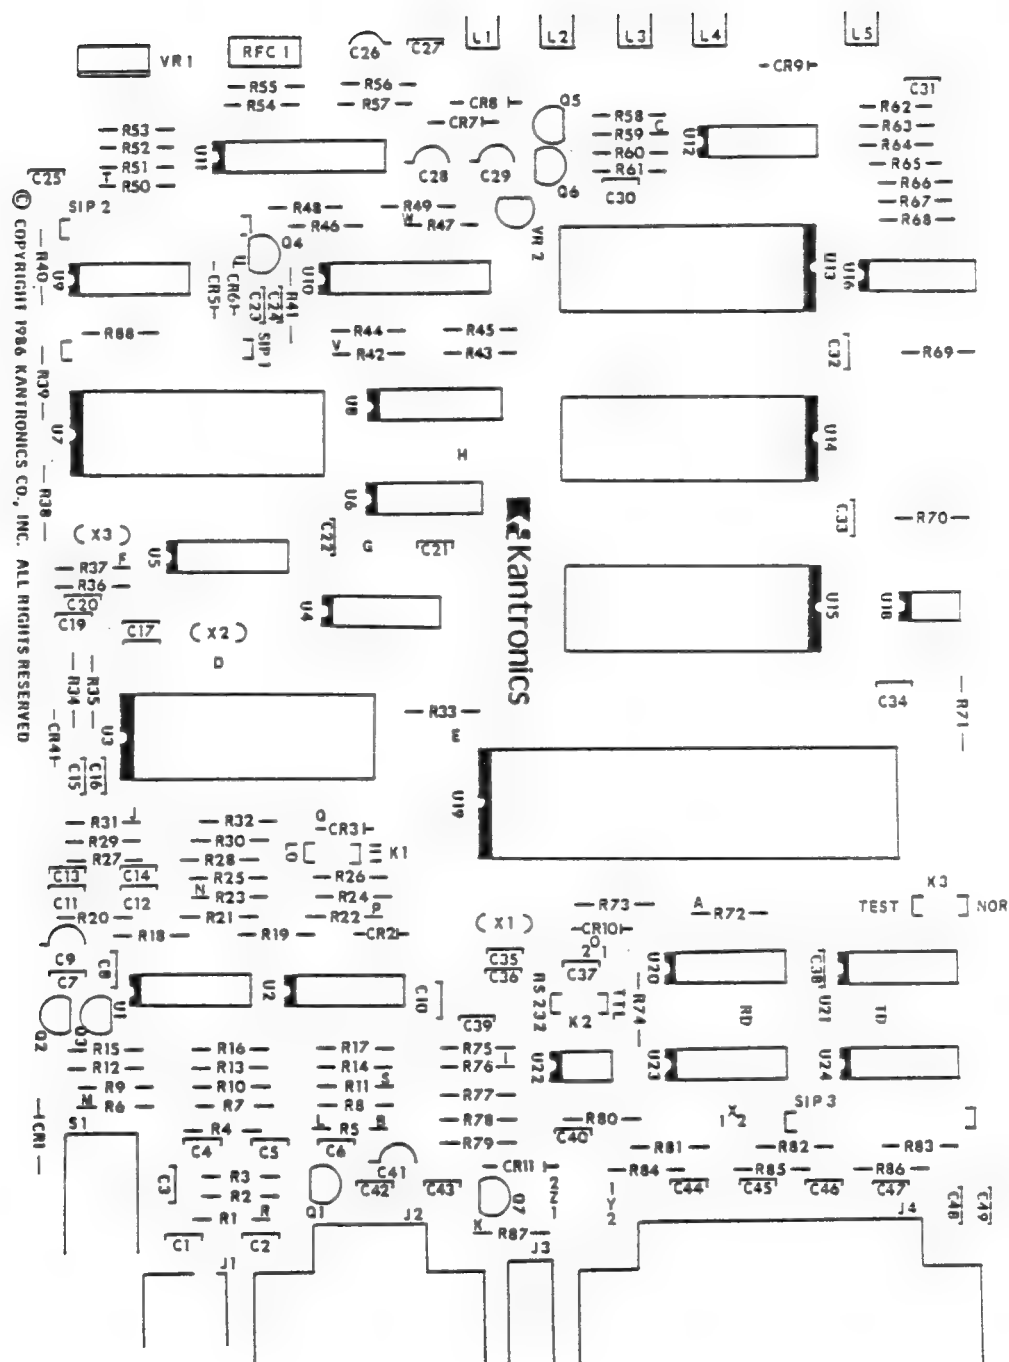 L1 L2 L3 L4 L5
VR1 RFC 1 C26 C27
CR9
R55 R56 C31
R54 R57 CR8 Q5 R62
R53 CR7 R58 C R63
R52 U11 R59 U12 R64
R51 R60 R65
C25 T R50 C28 C29 R61 R66
Q6 C30 R67
SIP 2 R48 R49 R68
R46 W R47 VR 2
Q4
R40 U9 CR5 CR6 U C23 C24 R41 U10 U13 U16
R88 R44 R45
SIP 1 V R42 R43 C32 R69
R39 U8
U7 U14
H
R38 U6
C33 R70
(X3) C22 G C21
R37 F U5
R36
C20 U4 U15 U18
C19 C17 (X2)
D
K Kantronics
© COPYRIGHT 1986 KANTRONICS CO., INC. ALL RIGHTS RESERVED
R34 R35 C34 R71
CR4 U3 R33
C15 C16 U19
R31 J R32 Q CR3
R29 R30 LO K1
R27 R28
C13 C14 R25 R26 K3
C11 C12 N R23 R24 R73 A R72 TEST NOR
R20 R21 R22 P (X1)
R18 R19 CR2 CR10
C9 C35 2 O 1
C7 C8 C36 C37 U20 C38
U1 U2 C10 RS 232 TTL R74 RD U21 TD
Q2 Q3 C39 K2
R15 R16 R17 R75 I
R12 R13 R14 R76 U22 U23 U24
R9 R10 R11 S R77
M R6 R7 R8 SIP 3
S1 R4 L R5 B R78 R80 1 X 2
CR1 C4 C5 C6 R79 C40 R81 R82 R83
C41 CR11 R84 R85 R86
C3 R3 C42 C43 2 Z 1 1 Y 2 C44 C45 C46 C47
R2 Q1 Q7 C48 C49
R1 R J2 K R87 J4
C1 C2 J3
J1